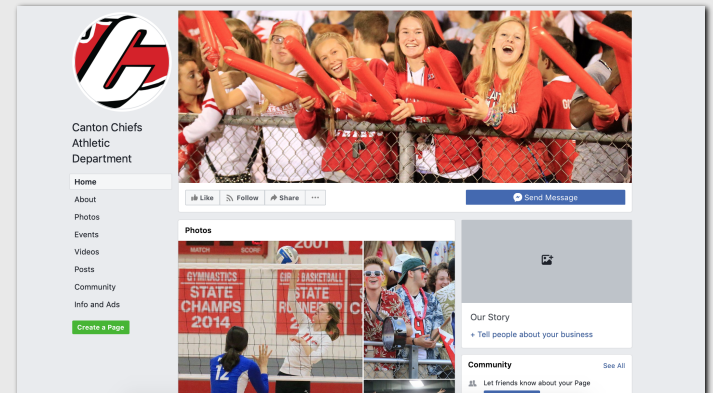 C
Canton Chiefs
Athletic
Department
Home
About
Photos
Events
Videos
Posts
Community
Info and Ads
Create a Page
Like
Follow
Share
Send Message
Photos
MATCH
SCORE
2001
GYMNASTICS
STATE
CHAMPS
2014
GIRLS BASKETBALL
STATE
12
Our Story
+ Tell people about your business
Community
See All
Let friends know about your Page